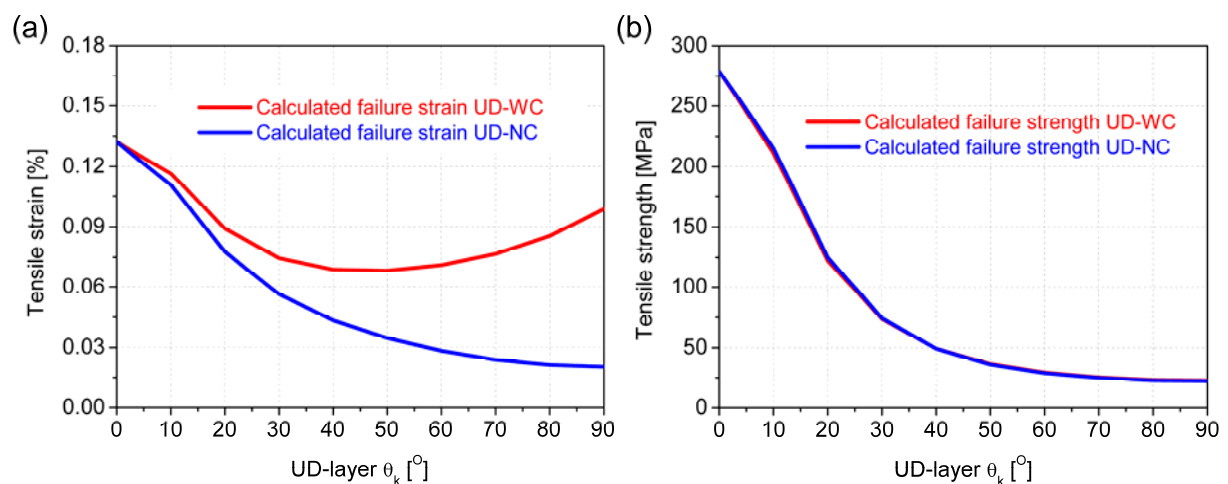 (a)
0.18
0.15
0.12
0.09
0.06
0.03
0.00
Tensile strain [%]
Calculated failure strain UD-WC
Calculated failure strain UD-NC
0 10 20 30 40 50 60 70 80 90
UD-layer θk [O]
(b)
300
250
200
150
100
50
0
Tensile strength [MPa]
Calculated failure strength UD-WC
Calculated failure strength UD-NC
0 10 20 30 40 50 60 70 80 90
UD-layer θk [O]